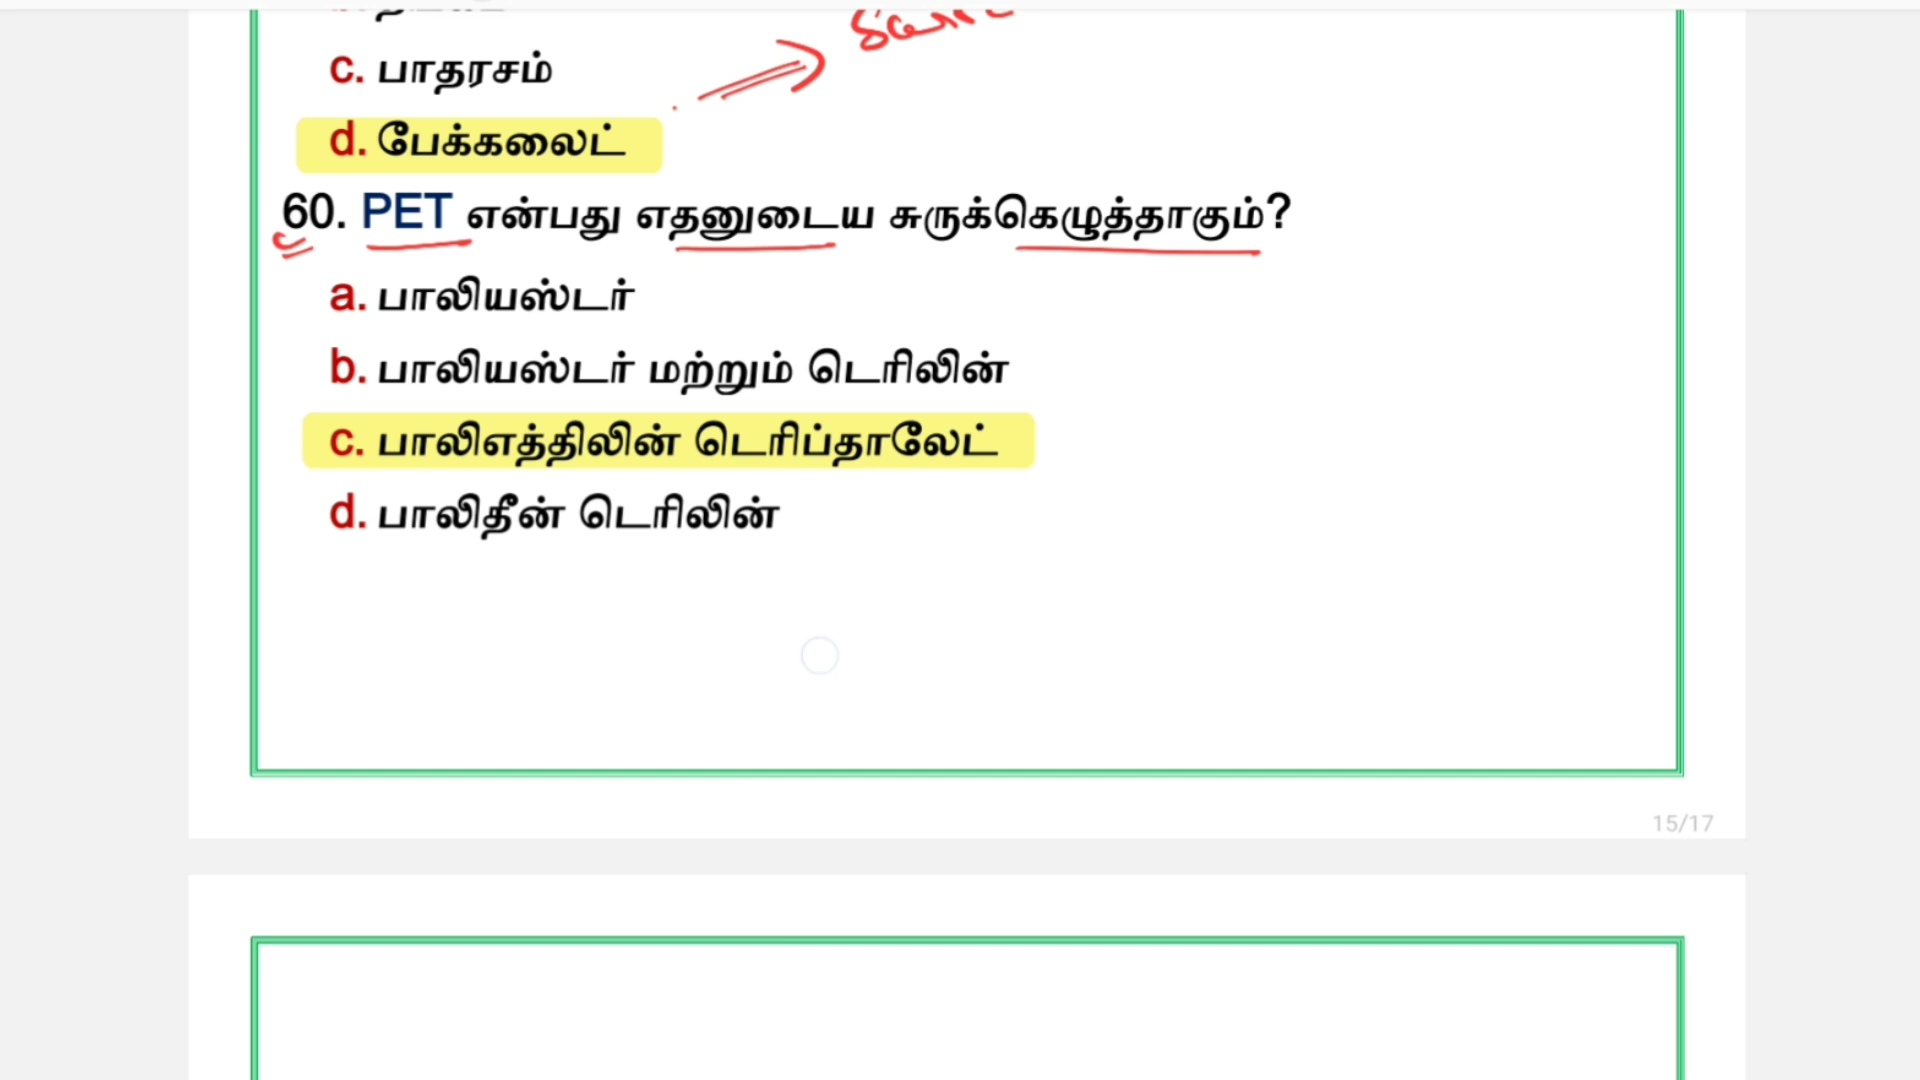 c. பாதரசம்
d. பேக்கலைட்
60. PET என்பது எதனுடைய சுருக்கெழுத்தாகும்?
a. பாலியஸ்டர்
b. பாலியஸ்டர் மற்றும் டெரிலின்
c. பாலிஎத்திலின் டெரிப்தாலேட்
d. பாலிதீன் டெரிலின்
15/17